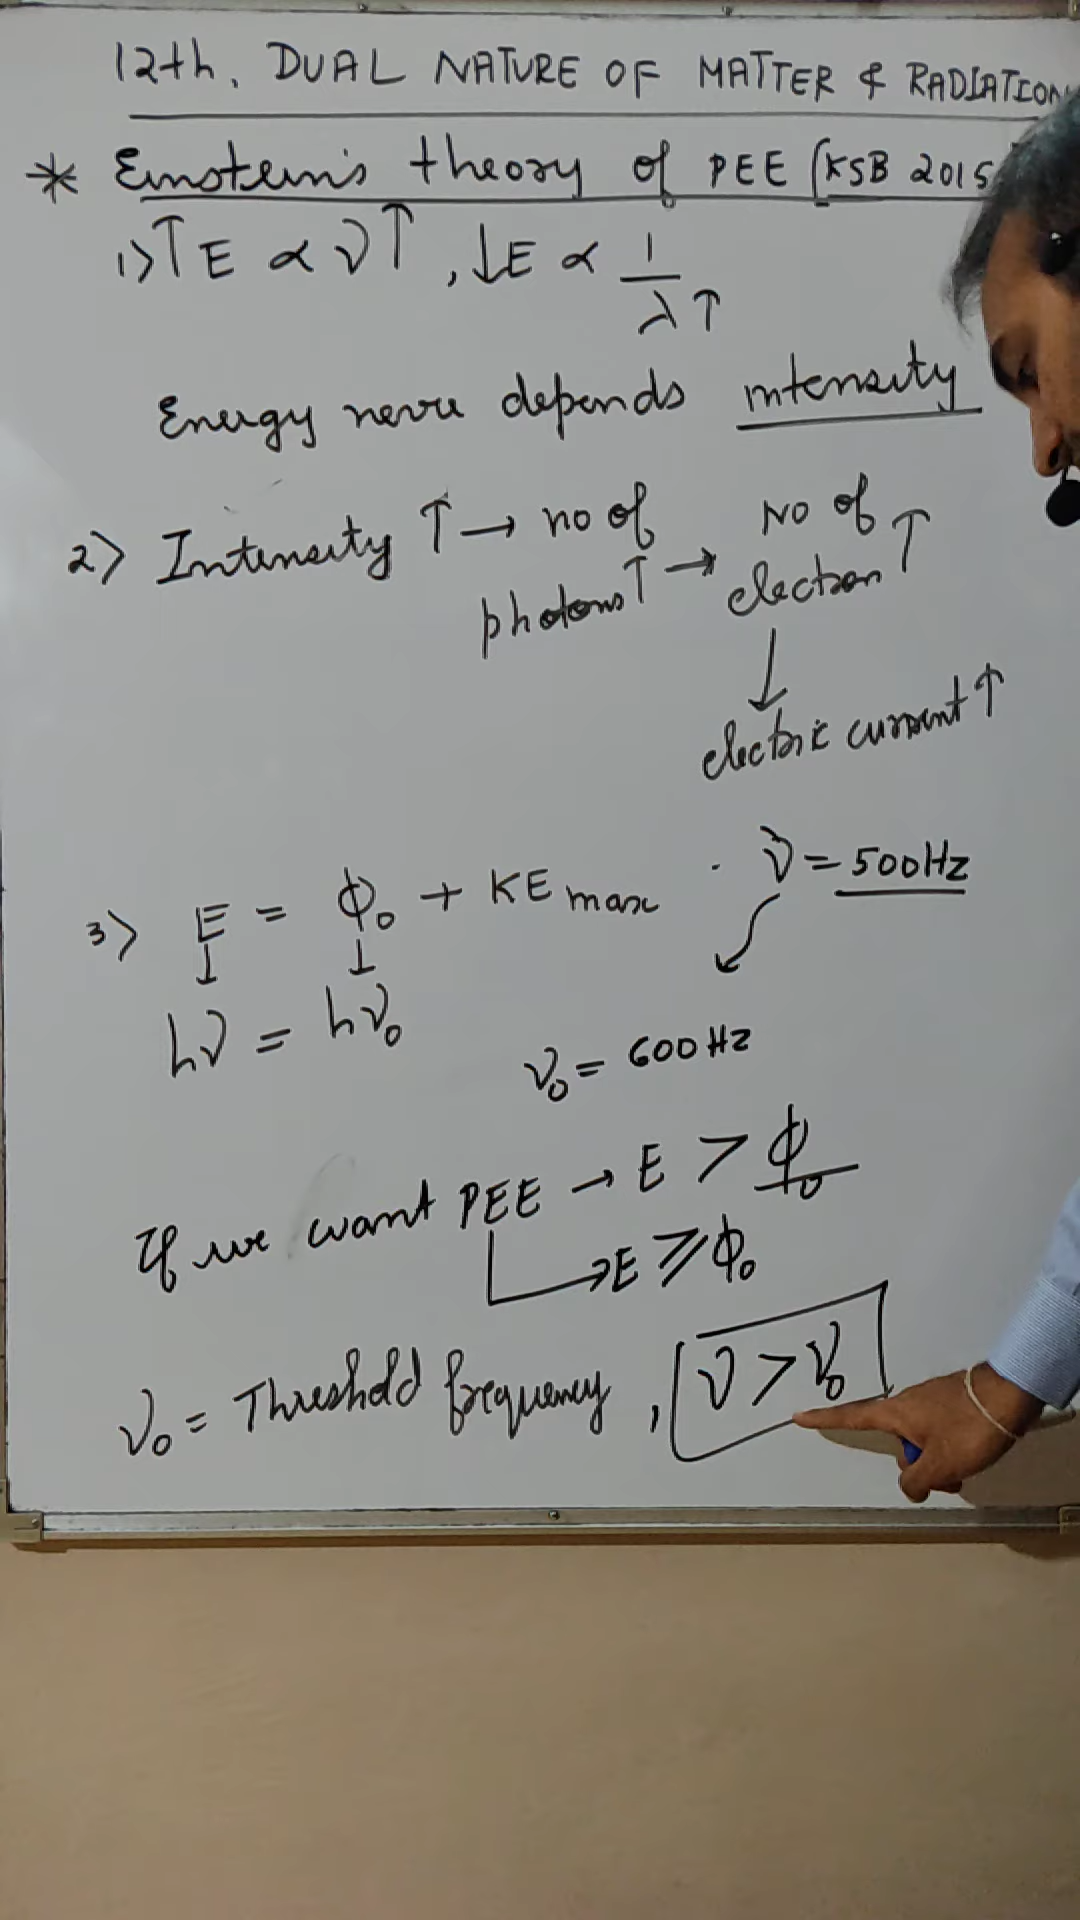 12th, DUAL NATURE OF MATTER & RADIATION
* Einstein's theory of PEE [KSB 2015
1) ↑E ∝ ν↑, ↓E ∝ 1/λ↑
Energy never depends intensity
2) Intensity ↑ → no of photons↑ → No of electron↑
↓
electric current↑
3) E = ϕ₀ + KE max
. ν = 500Hz
hν = hν₀
ν₀ = 600HZ
If we want PEE → E > ϕ₀
→ E ⩾ ϕ₀
ν₀ = Threshold frequency, ν > ν₀